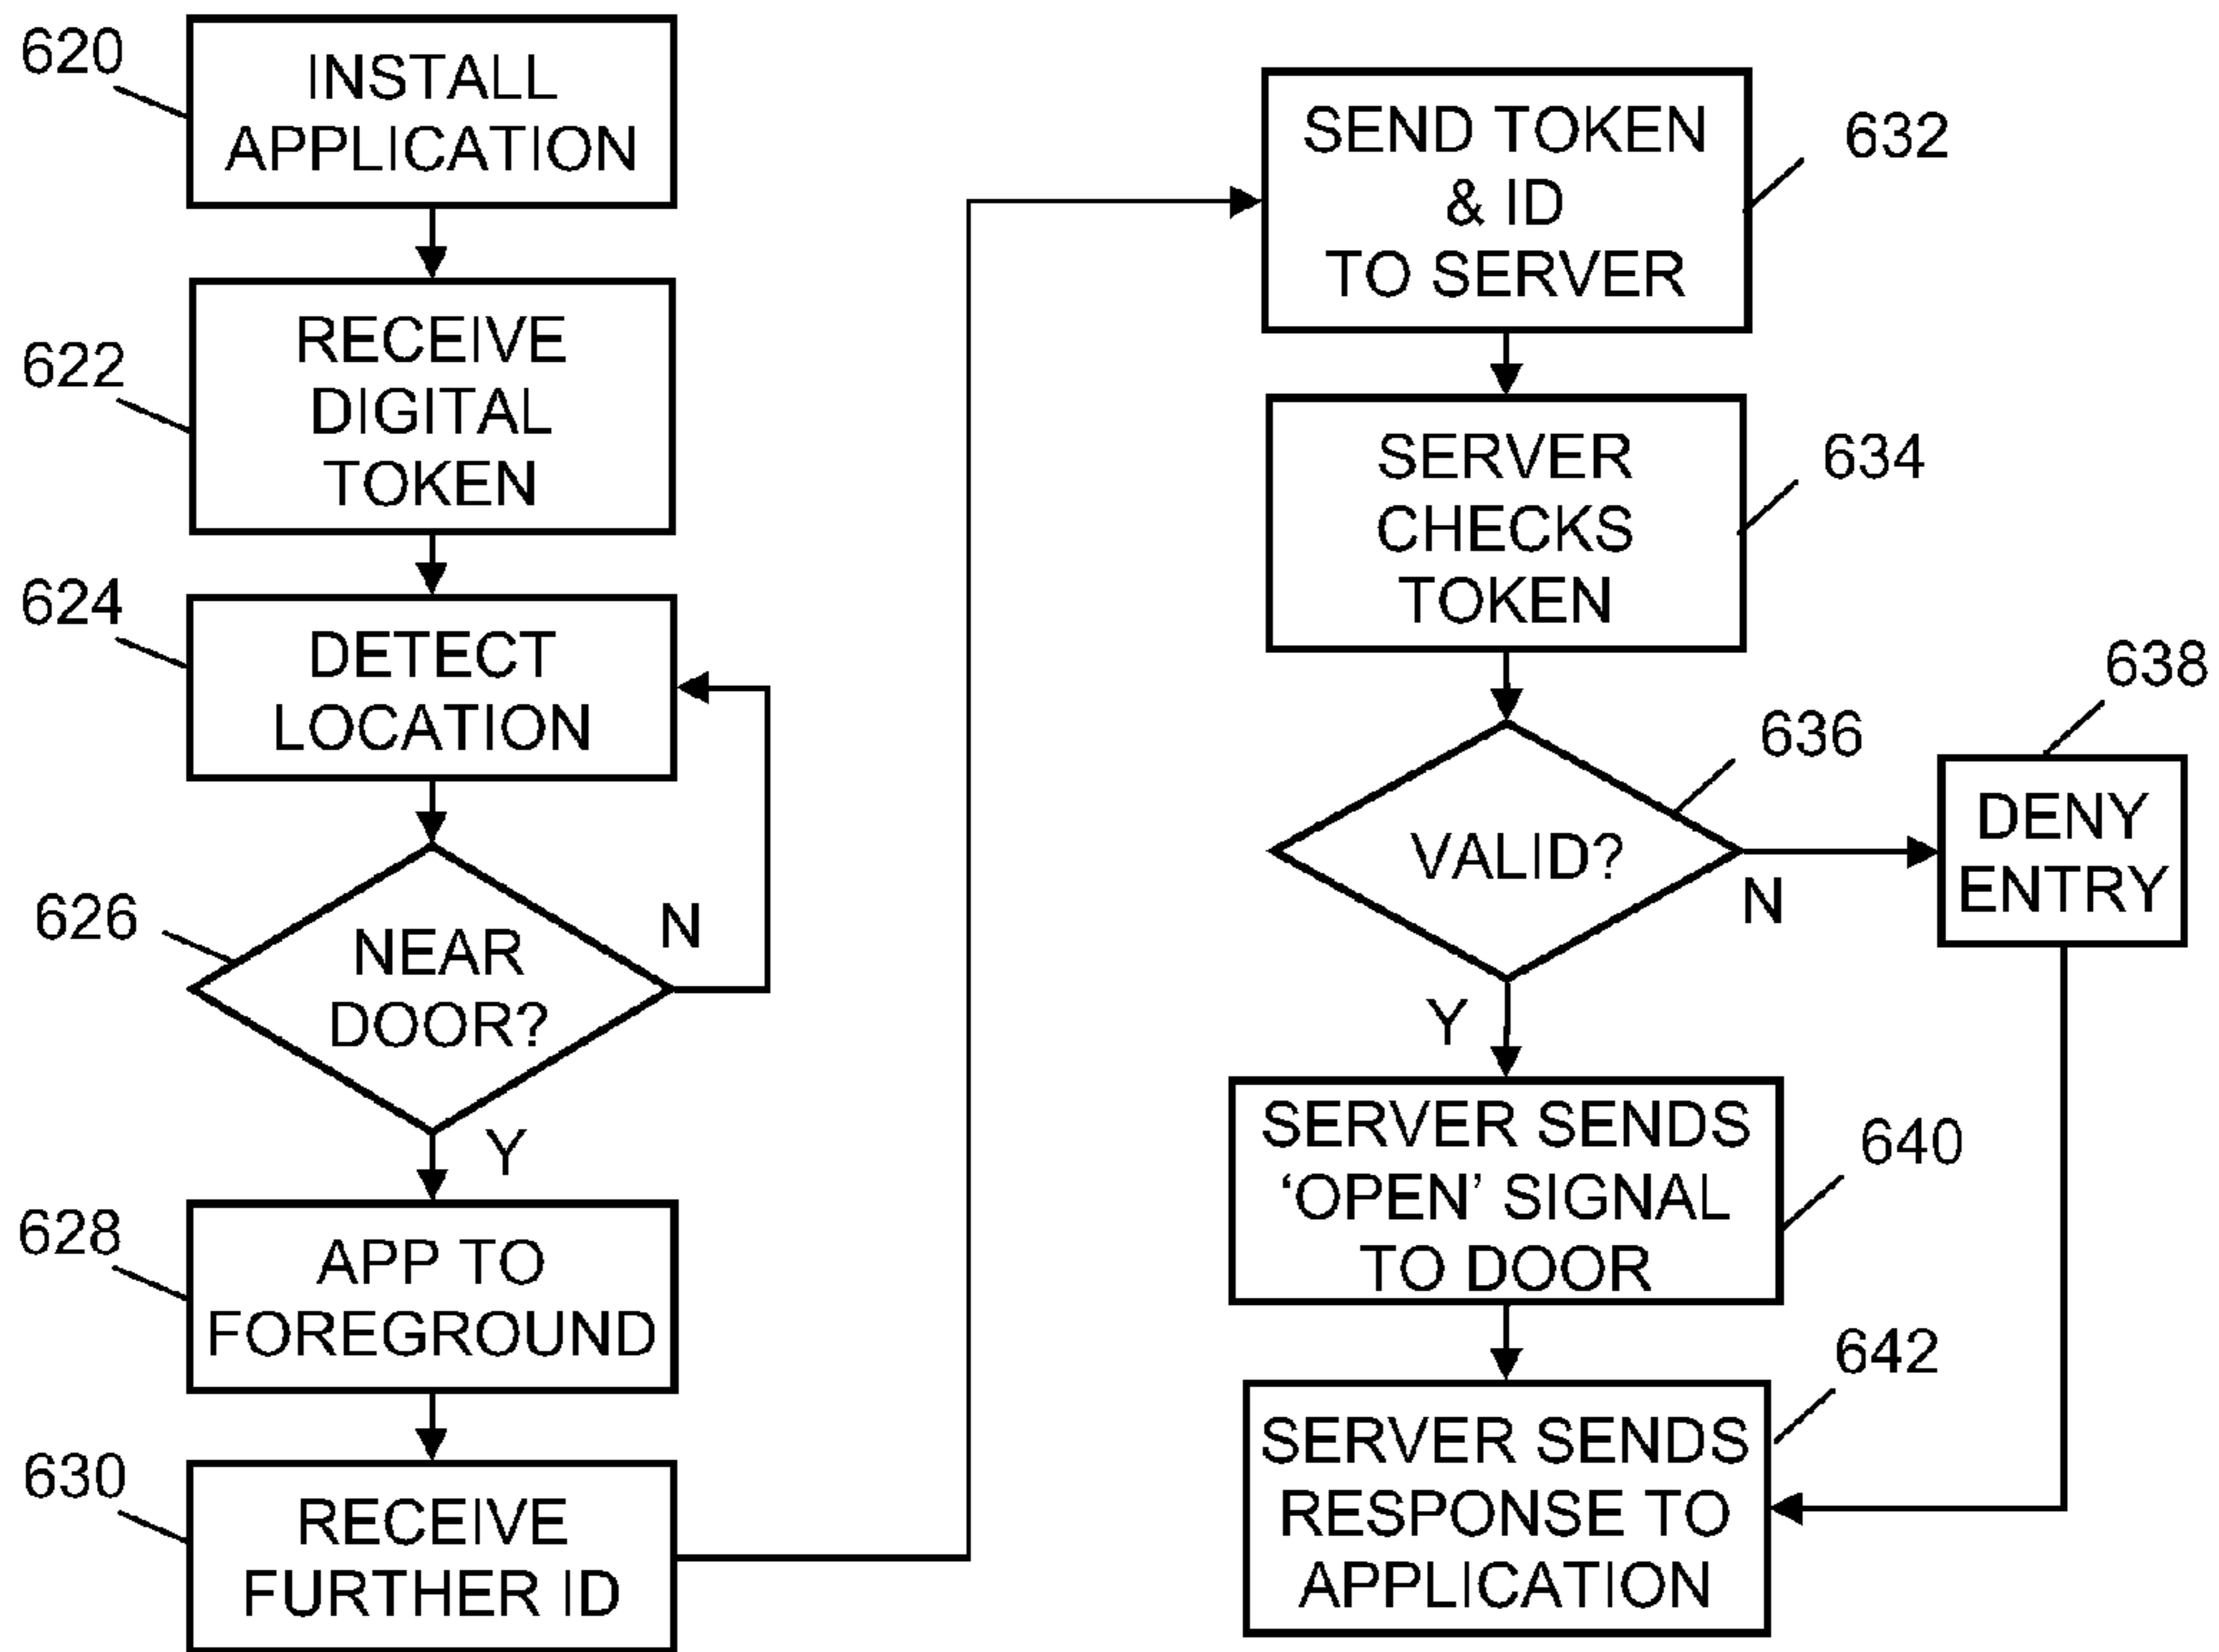 620
INSTALL
APPLICATION
622
RECEIVE
DIGITAL
TOKEN
624
DETECT
LOCATION
626
NEAR
DOOR?
N
Y
628
APP TO
FOREGROUND
630
RECEIVE
FURTHER ID
632
SEND TOKEN
& ID
TO SERVER
634
SERVER
CHECKS
TOKEN
636
VALID?
N
638
DENY
ENTRY
Y
640
SERVER SENDS
‘OPEN’ SIGNAL
TO DOOR
642
SERVER SENDS
RESPONSE TO
APPLICATION